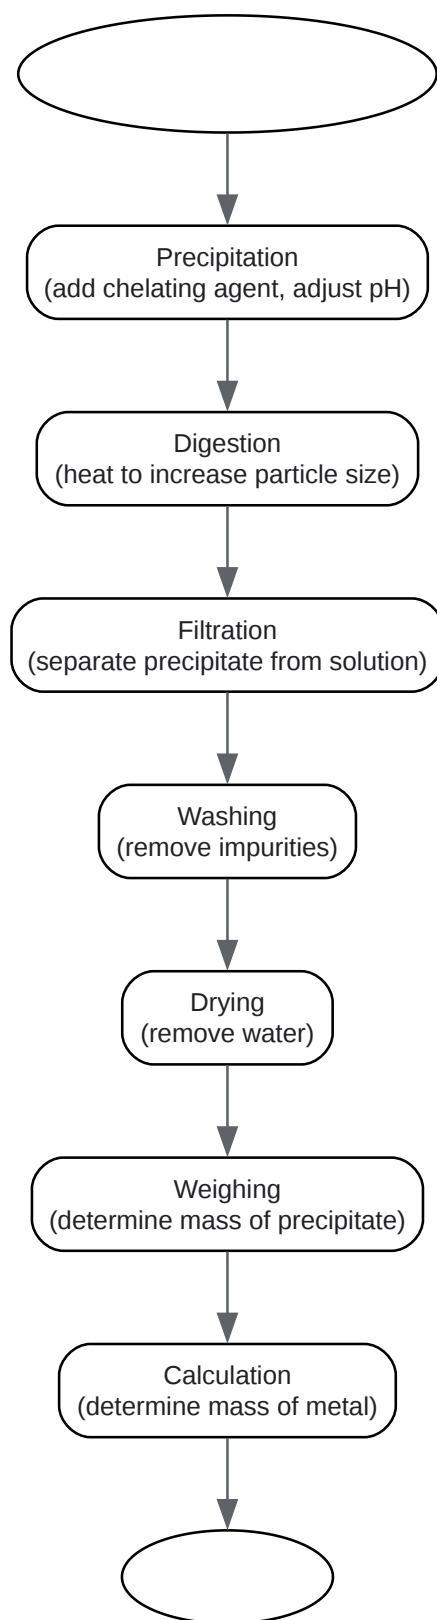 Precipitation
(add chelating agent, adjust pH)
Digestion
(heat to increase particle size)
Filtration
(separate precipitate from solution)
Washing
(remove impurities)
Drying
(remove water)
Weighing
(determine mass of precipitate)
Calculation
(determine mass of metal)